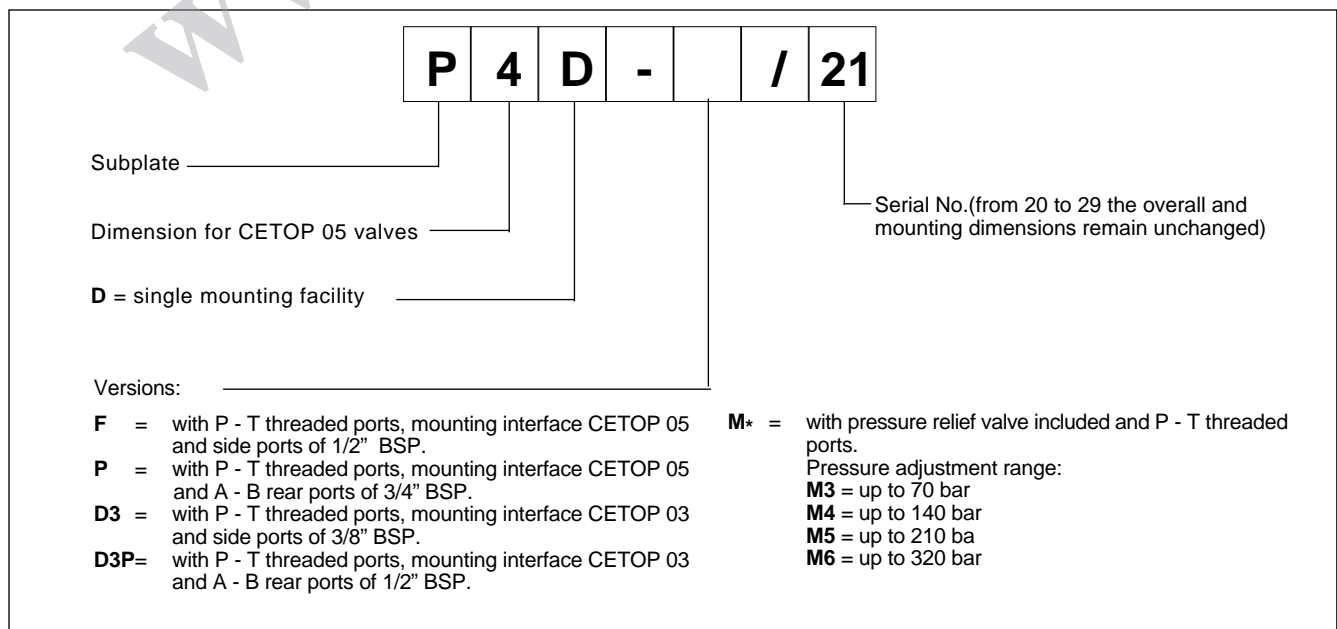 P 4 D - / 21
Subplate
Dimension for CETOP 05 valves
D = single mounting facility
Serial No.(from 20 to 29 the overall and
mounting dimensions remain unchanged)
Versions:
F = with P - T threaded ports, mounting interface CETOP 05
and side ports of 1/2” BSP.
P = with P - T threaded ports, mounting interface CETOP 05
and A - B rear ports of 3/4” BSP.
D3 = with P - T threaded ports, mounting interface CETOP 03
and side ports of 3/8” BSP.
D3P= with P - T threaded ports, mounting interface CETOP 03
and A - B rear ports of 1/2” BSP.
M* = with pressure relief valve included and P - T threaded
ports.
Pressure adjustment range:
M3 = up to 70 bar
M4 = up to 140 bar
M5 = up to 210 ba
M6 = up to 320 bar